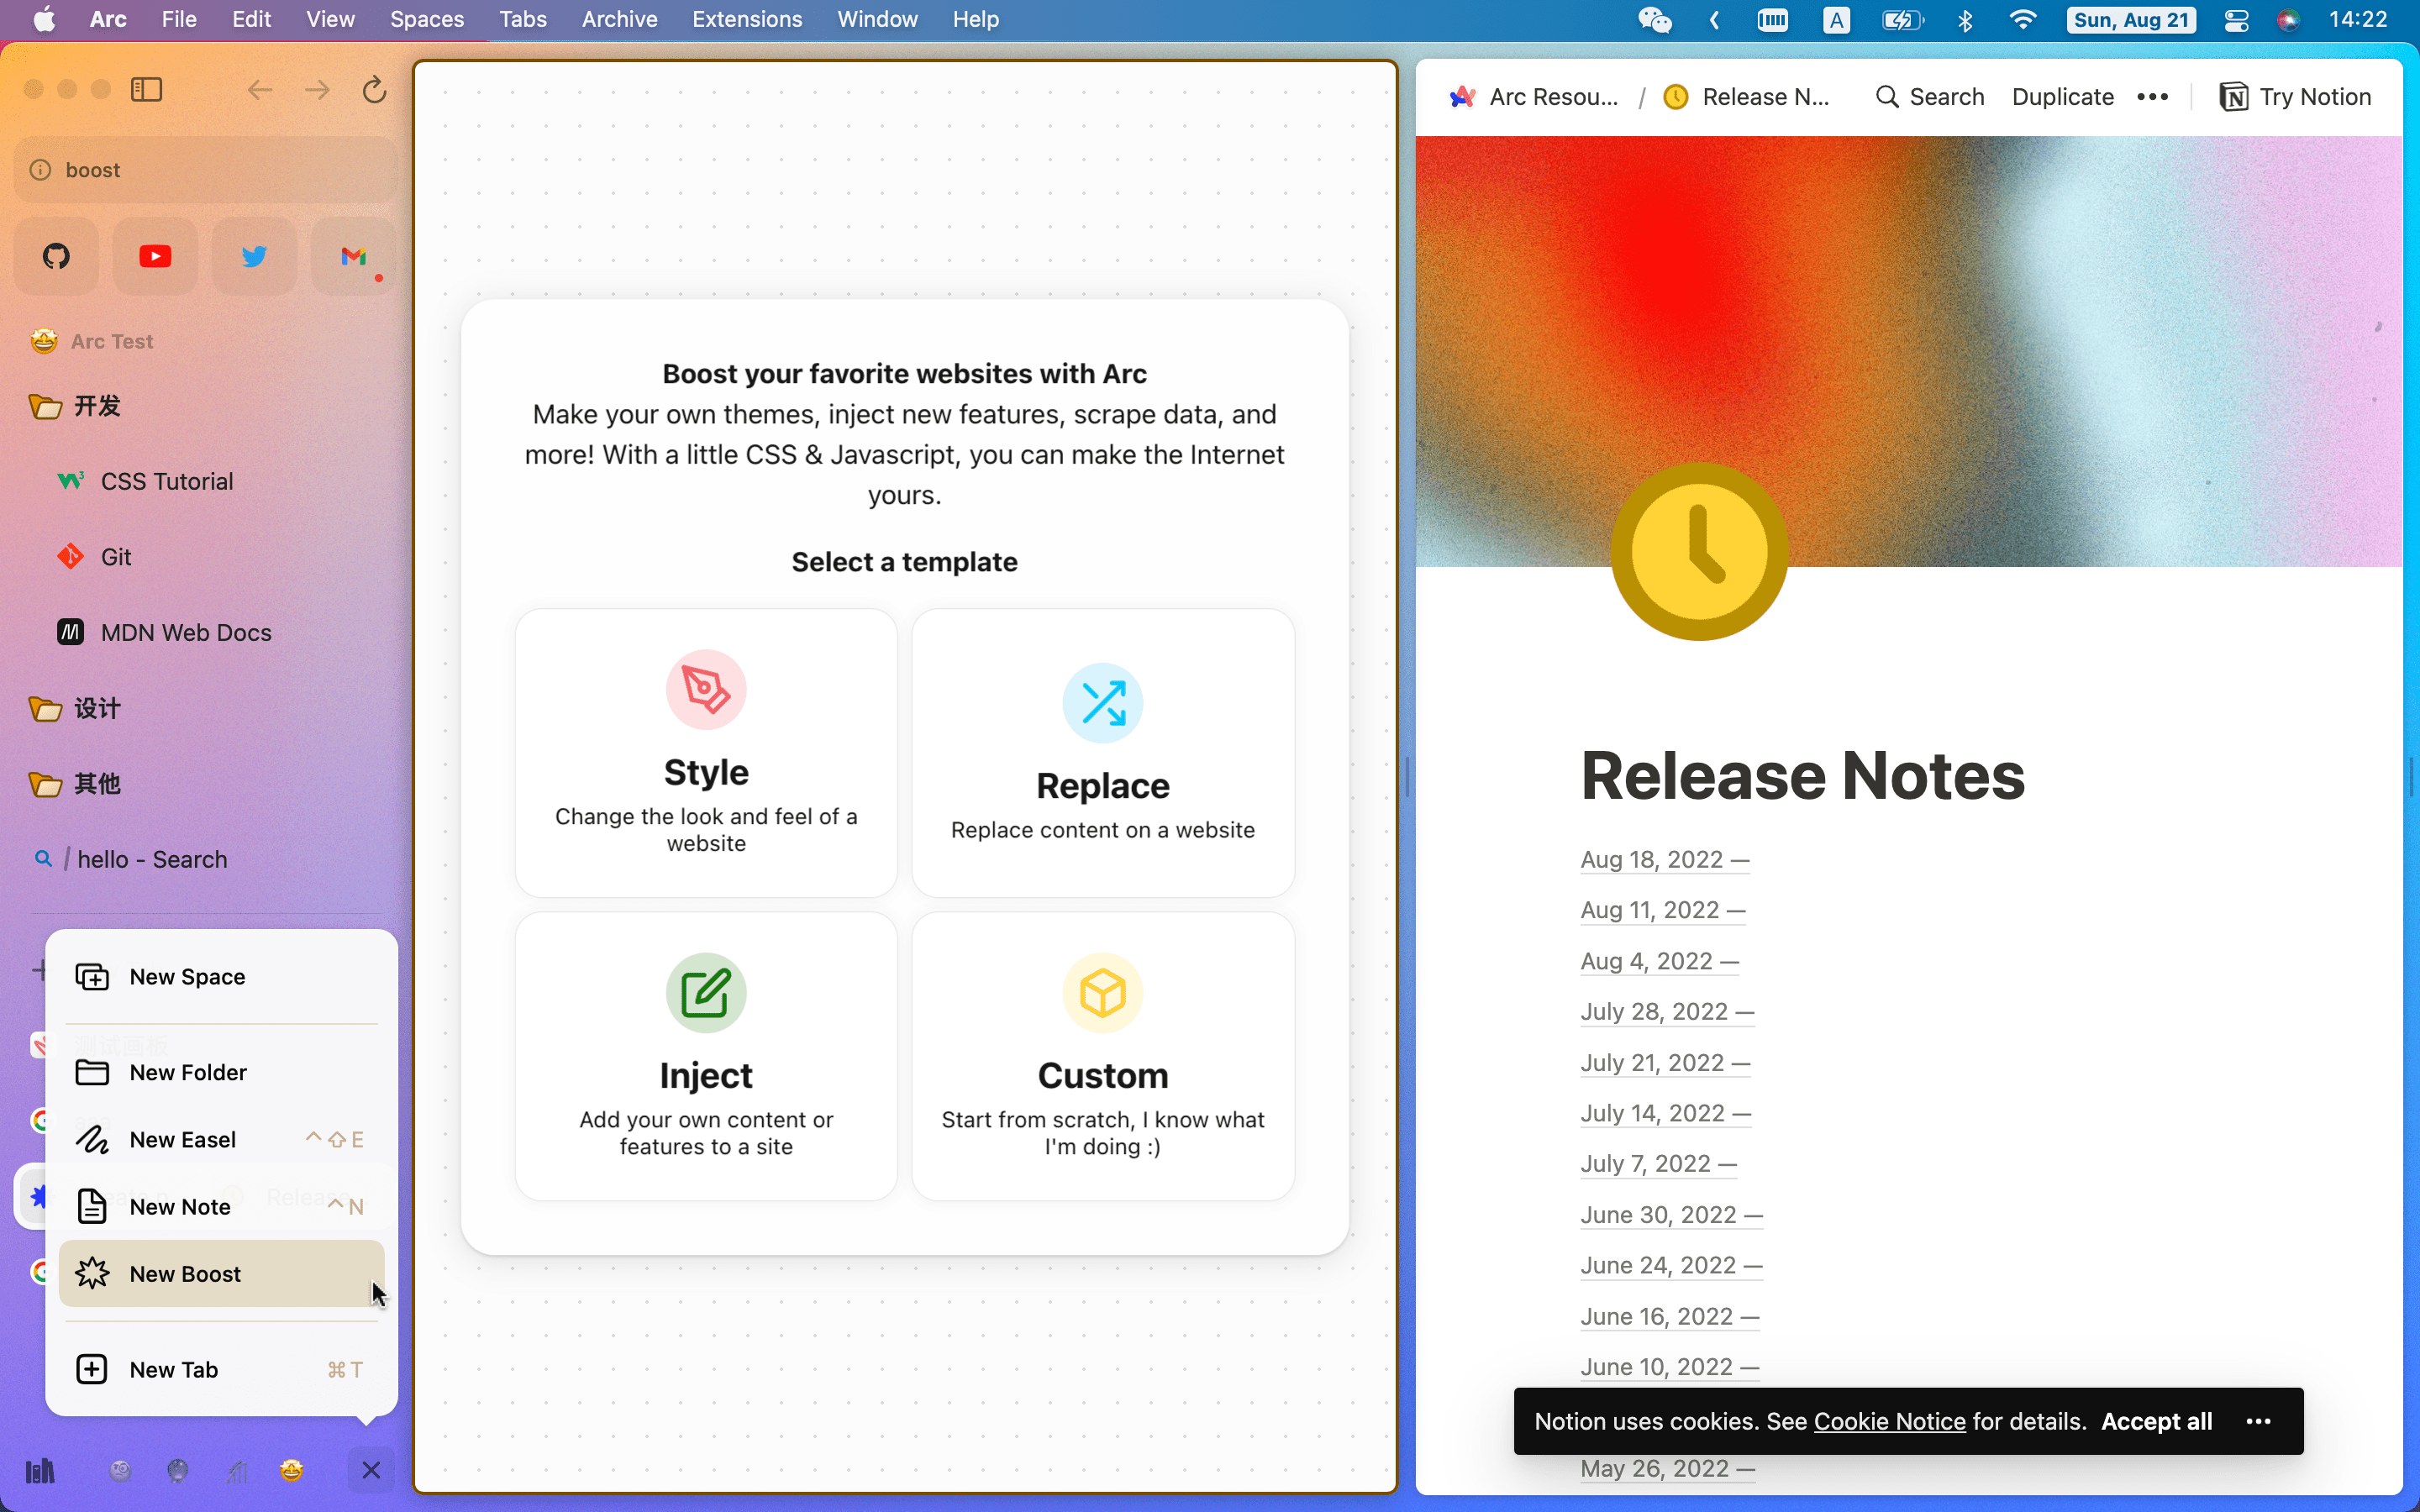 Arc File Edit View Spaces Tabs Archive Extensions Window Help
A
Sun, Aug 21
14:22
boost
Arc Test
开发
CSS Tutorial
Git
MDN Web Docs
设计
其他
/ hello - Search
New Space
New Folder
New Easel ^⇧E
New Note ^N
New Boost
New Tab ⌘T
Boost your favorite websites with Arc
Make your own themes, inject new features, scrape data, and
more! With a little CSS & Javascript, you can make the Internet
yours.
Select a template
Style
Change the look and feel of a
website
Replace
Replace content on a website
Inject
Add your own content or
features to a site
Custom
Start from scratch, I know what
I'm doing :)
Arc Resou... / Release N... Search Duplicate ••• Try Notion
Release Notes
Aug 18, 2022 —
Aug 11, 2022 —
Aug 4, 2022 —
July 28, 2022 —
July 21, 2022 —
July 14, 2022 —
July 7, 2022 —
June 30, 2022 —
June 24, 2022 —
June 16, 2022 —
June 10, 2022 —
Notion uses cookies. See Cookie Notice for details. Accept all •••
May 26, 2022 —